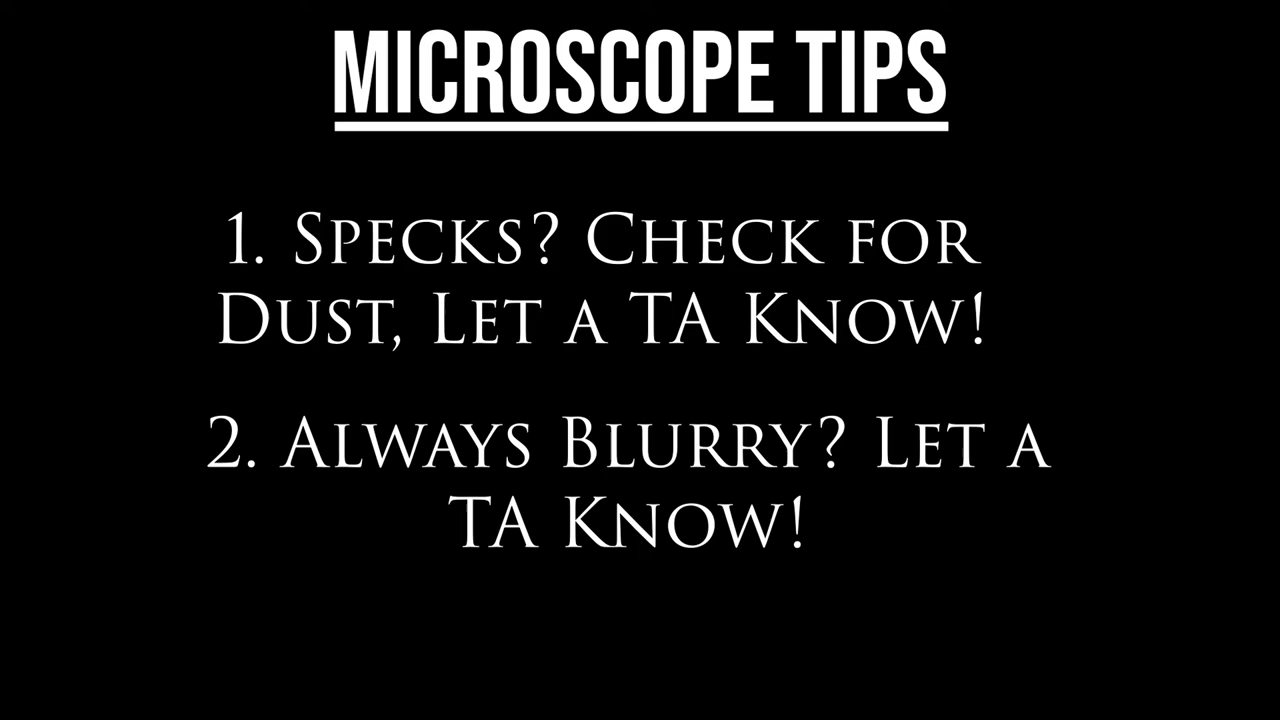 MICROSCOPE TIPS
1. Specks? Check for
Dust, Let a TA Know!
2. Always Blurry? Let a
TA Know!